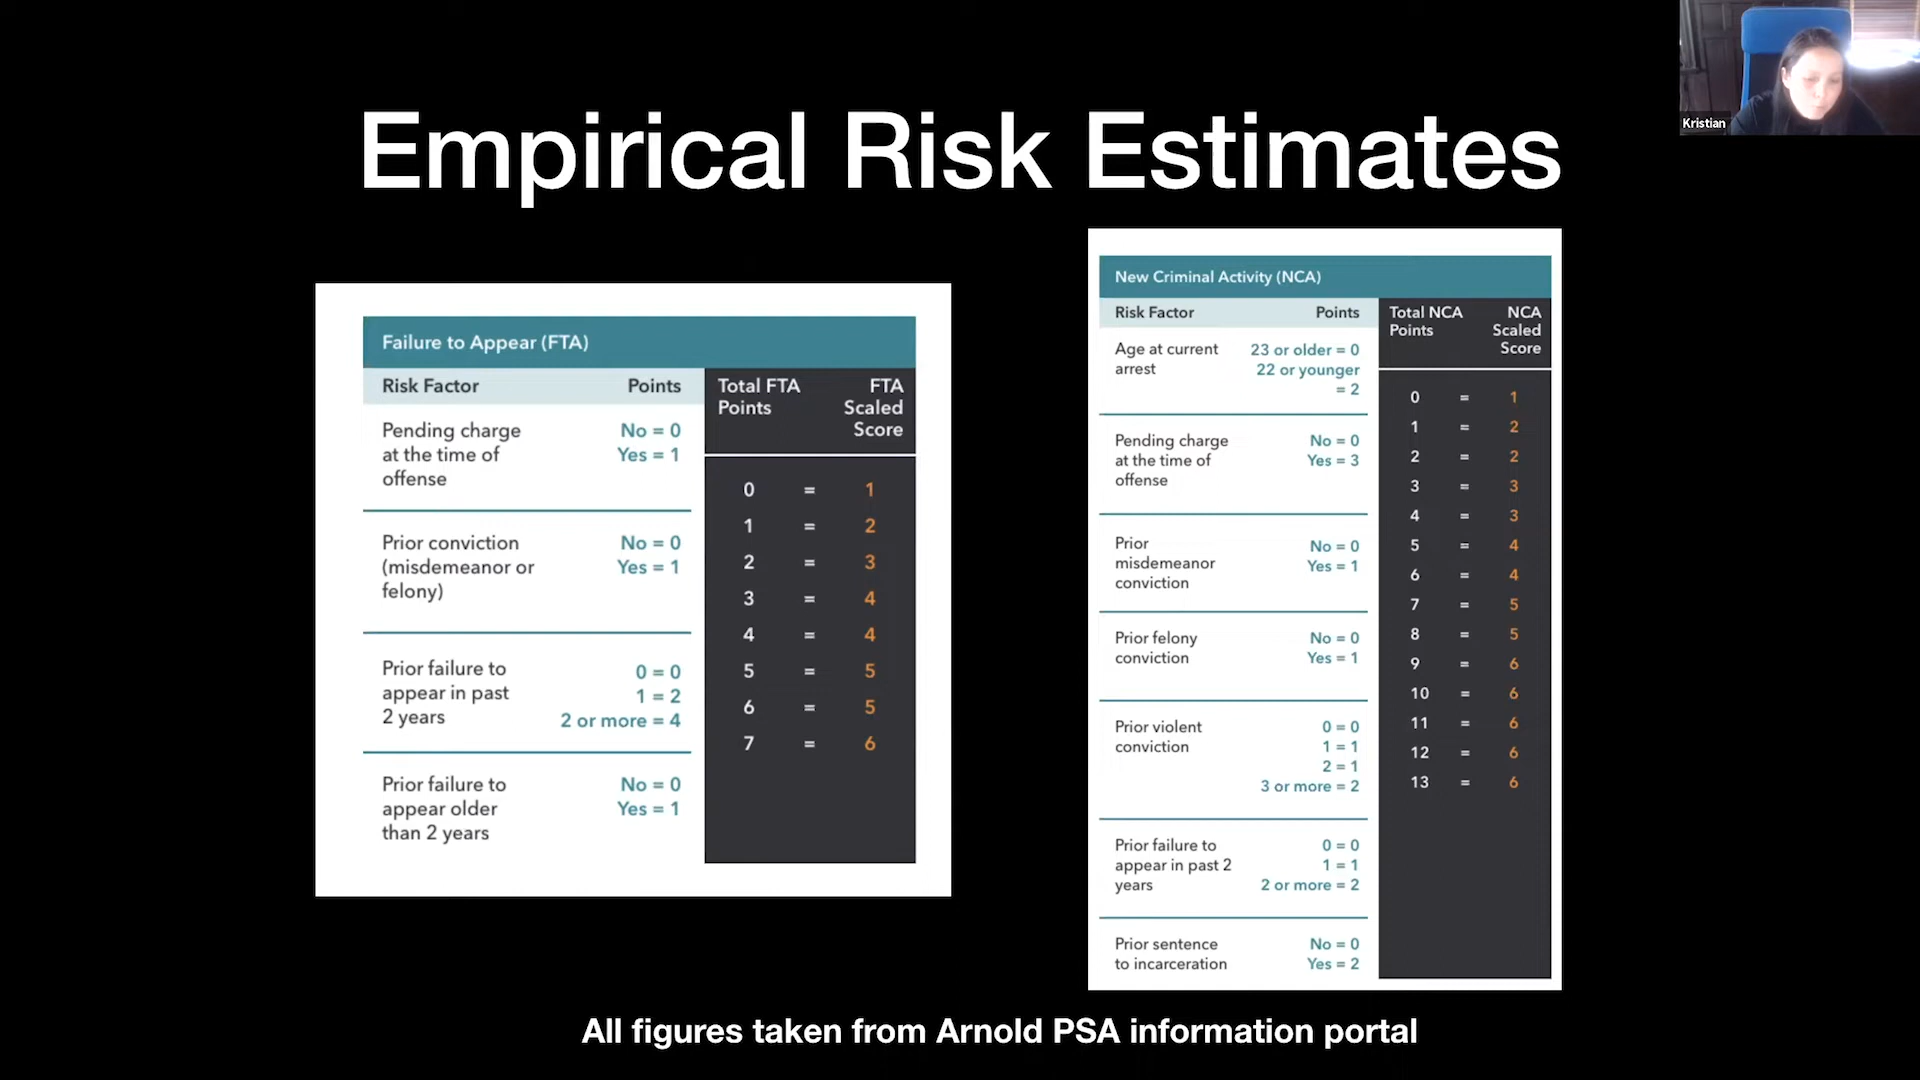 Kristian
Empirical Risk Estimates
Failure to Appear (FTA)
Risk Factor Points
Pending charge
at the time of
offense
No = 0
Yes = 1
Prior conviction
(misdemeanor or
felony)
No = 0
Yes = 1
Prior failure to
appear in past
2 years
0 = 0
1 = 2
2 or more = 4
Prior failure to
appear older
than 2 years
No = 0
Yes = 1
Total FTA
Points
FTA
Scaled
Score
0 = 1
1 = 2
2 = 3
3 = 4
4 = 4
5 = 5
6 = 5
7 = 6
New Criminal Activity (NCA)
Risk Factor Points
Age at current
arrest
23 or older = 0
22 or younger
= 2
Pending charge
at the time of
offense
No = 0
Yes = 3
Prior
misdemeanor
conviction
No = 0
Yes = 1
Prior felony
conviction
No = 0
Yes = 1
Prior violent
conviction
0 = 0
1 = 1
2 = 1
3 or more = 2
Prior failure to
appear in past 2
years
0 = 0
1 = 1
2 or more = 2
Prior sentence
to incarceration
No = 0
Yes = 2
Total NCA
Points
NCA
Scaled
Score
0 = 1
1 = 2
2 = 2
3 = 3
4 = 3
5 = 4
6 = 4
7 = 5
8 = 5
9 = 6
10 = 6
11 = 6
12 = 6
13 = 6
All figures taken from Arnold PSA information portal